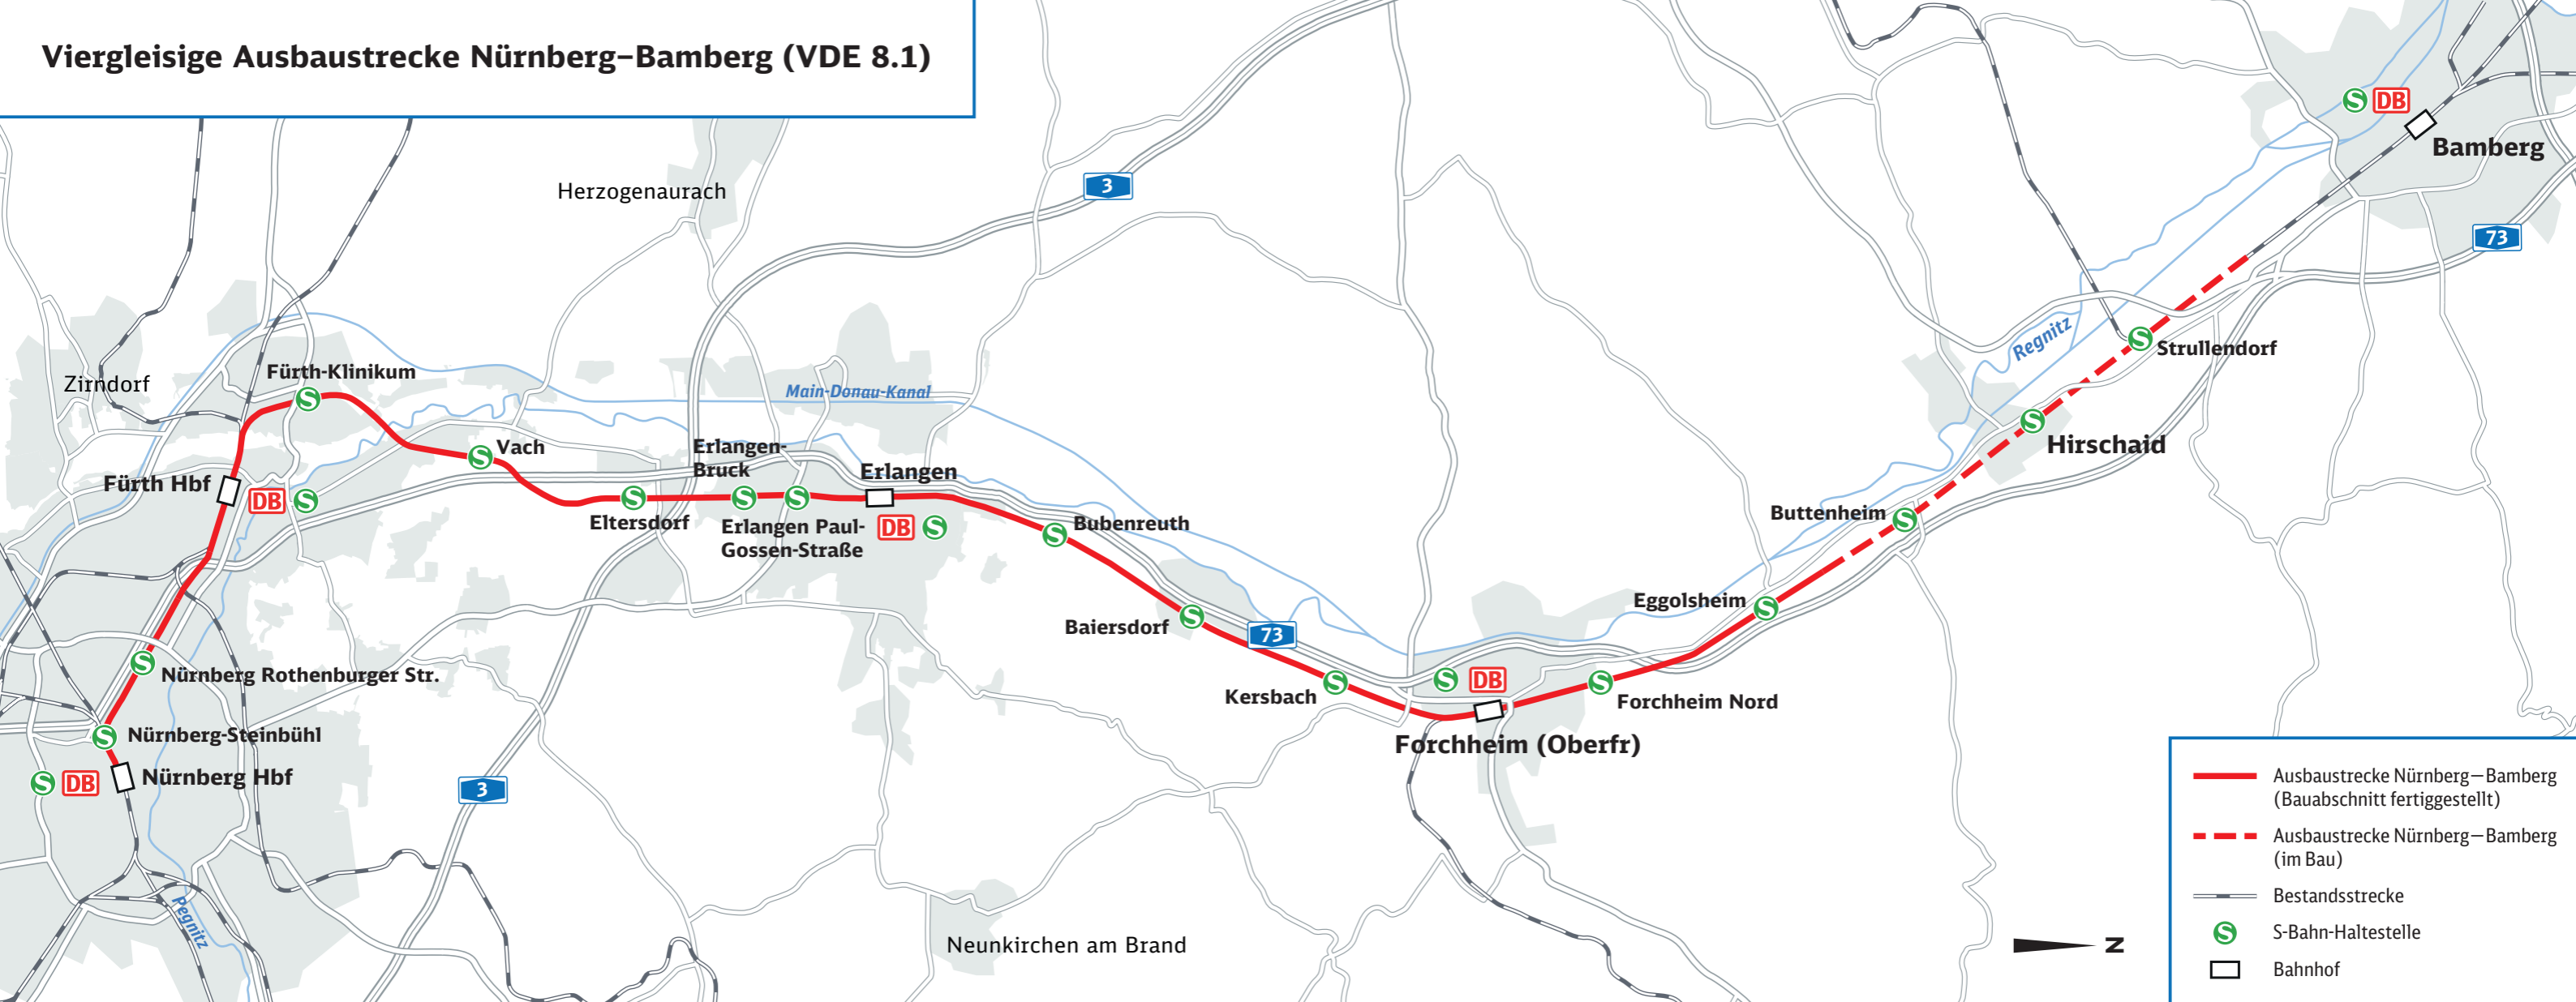 Viergleisige Ausbaustrecke Nürnberg–Bamberg (VDE 8.1)
S DB
Bamberg
Herzogenaurach
3
73
Regnitz
S
Strullendorf
Zirndorf
Fürth-Klinikum
S
Main-Donau-Kanal
S
Hirschaid
Vach
S
Erlangen-
Bruck
S
Erlangen
Fürth Hbf
DB S
S
Eltersdorf
S
Erlangen Paul-
Gossen-Straße
DB S
S
Bubenreuth
Buttenheim
S
Eggolsheim
S
S
Baiersdorf
73
S
Kersbach
S DB
S
Forchheim Nord
Forchheim (Oberfr)
S
Nürnberg Rothenburger Str.
S
Nürnberg-Steinbühl
S DB
Nürnberg Hbf
3
Pegnitz
Neunkirchen am Brand
N
Ausbaustrecke Nürnberg–Bamberg
(Bauabschnitt fertiggestellt)
Ausbaustrecke Nürnberg–Bamberg
(im Bau)
Bestandsstrecke
S
S-Bahn-Haltestelle
Bahnhof